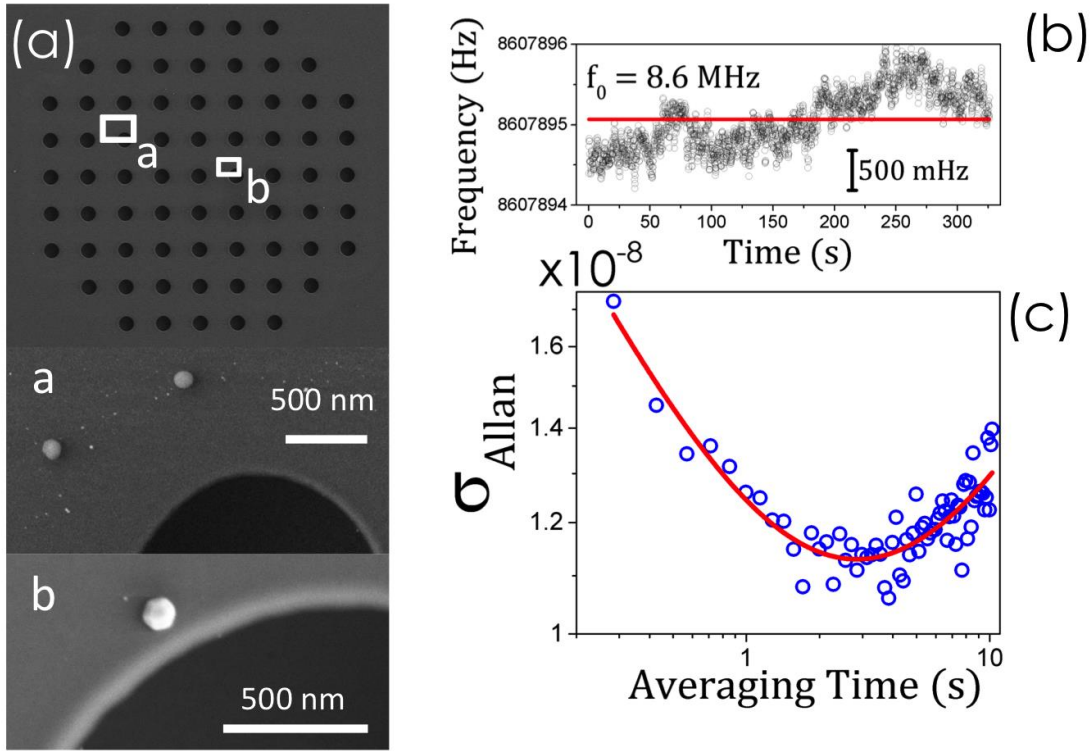 (a)
a
b
a
500 nm
b
500 nm
(b)
Frequency (Hz)
8607896
8607895
8607894
f₀ = 8.6 MHz
500 mHz
0 50 100 150 200 250 300
Time (s)
x10⁻⁸
(c)
σAllan
1.6
1.4
1.2
1
1 10
Averaging Time (s)